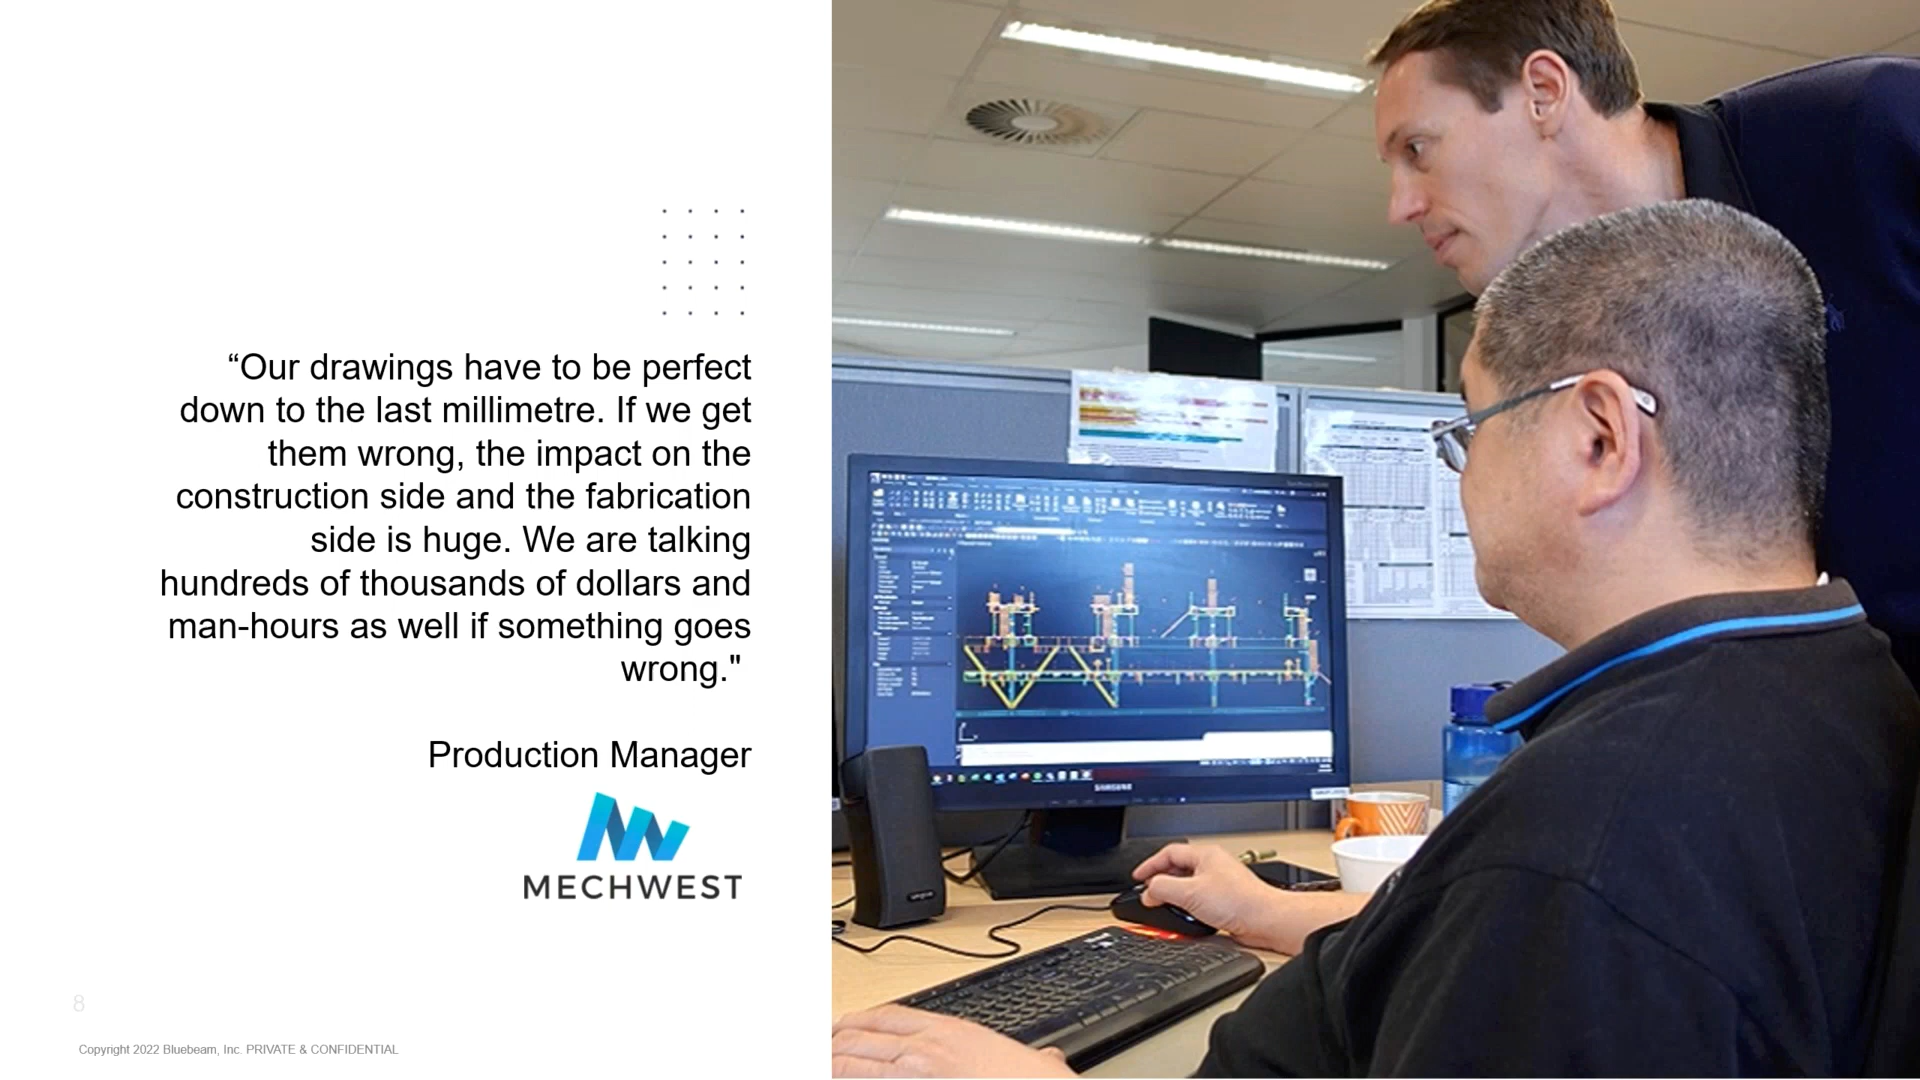 “Our drawings have to be perfect
down to the last millimetre. If we get
them wrong, the impact on the
construction side and the fabrication
side is huge. We are talking
hundreds of thousands of dollars and
man-hours as well if something goes
wrong."
Production Manager
MECHWEST
SAMSUNG
8
Copyright 2022 Bluebeam, Inc. PRIVATE & CONFIDENTIAL